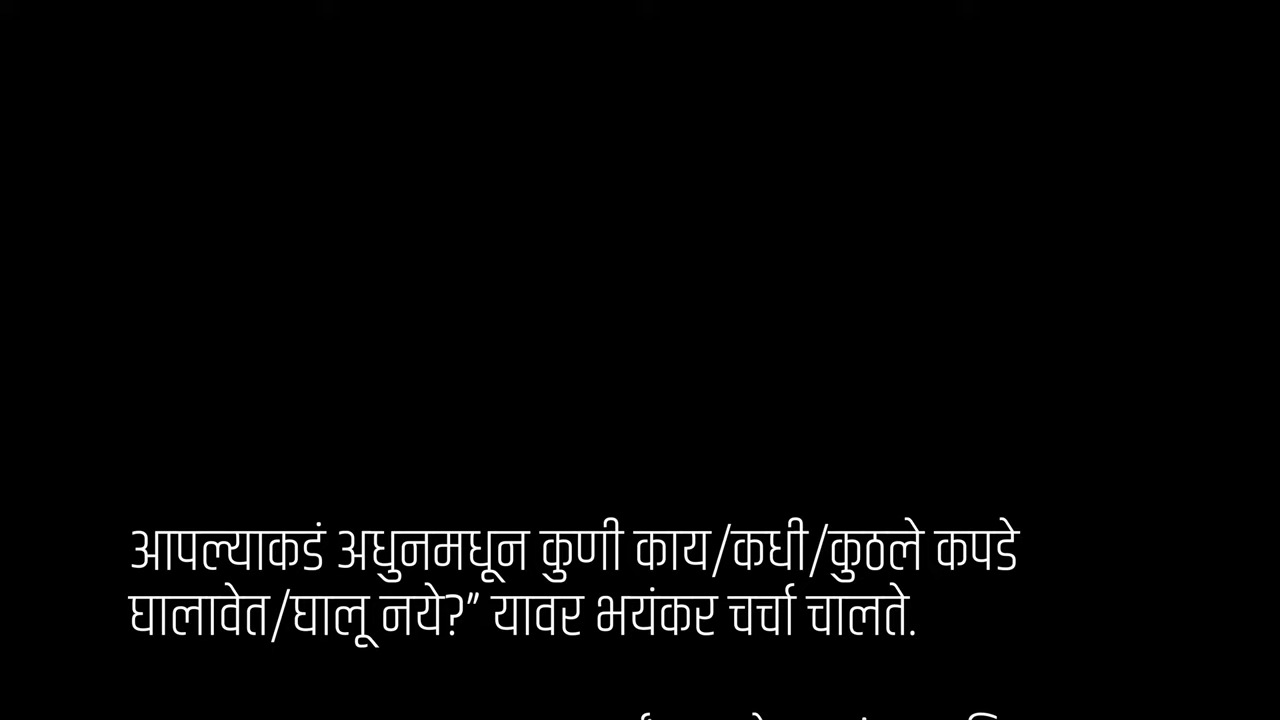 आपल्याकडं अधुनमधून कुणी काय/कधी/कुठले कपडे
घालावेत/घालू नये?” यावर भयंकर चर्चा चालते.